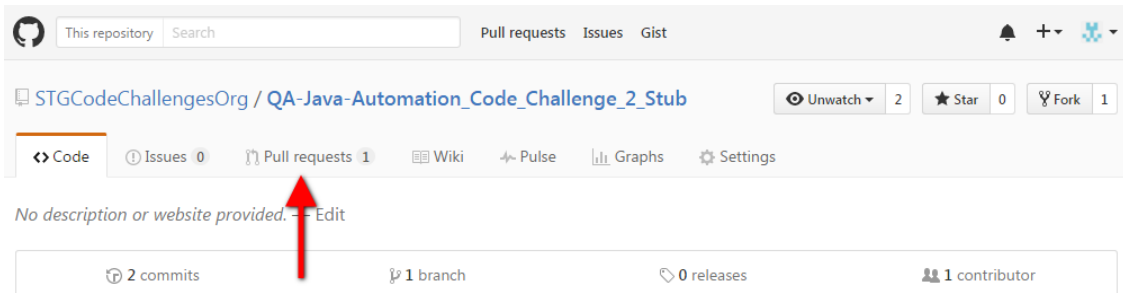 This repository Search Pull requests Issues Gist
STGCodeChallengesOrg / QA-Java-Automation_Code_Challenge_2_Stub Unwatch 2 Star 0 Fork 1
Code Issues 0 Pull requests 1 Wiki Pulse Graphs Settings
No description or website provided. — Edit
2 commits 1 branch 0 releases 1 contributor